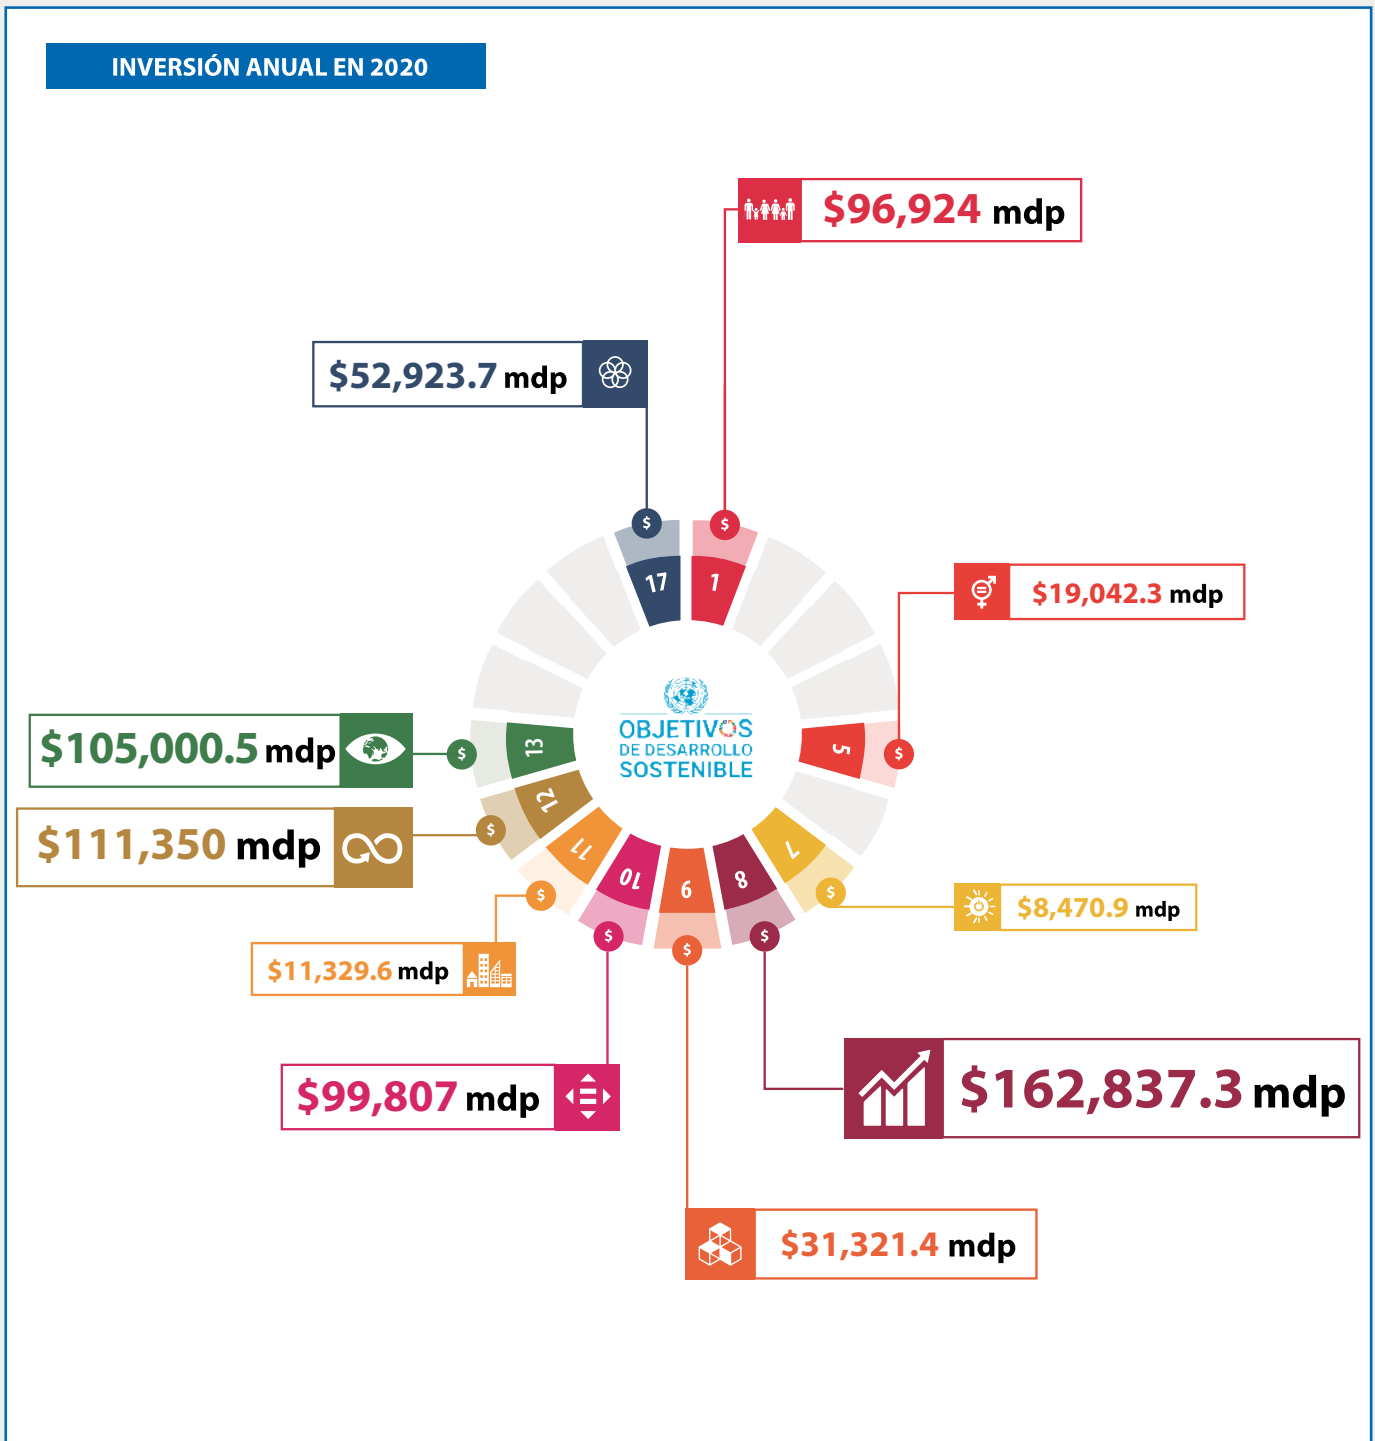 INVERSIÓN ANUAL EN 2020
$96,924 mdp
$52,923.7 mdp
$
$
17
1
$19,042.3 mdp
OBJETIVOS
DE DESARROLLO
SOSTENIBLE
$105,000.5 mdp
$
13
5
$
$111,350 mdp
$
12
11
10
9
8
7
$
$
$
$
$
$8,470.9 mdp
$11,329.6 mdp
$99,807 mdp
$162,837.3 mdp
$31,321.4 mdp